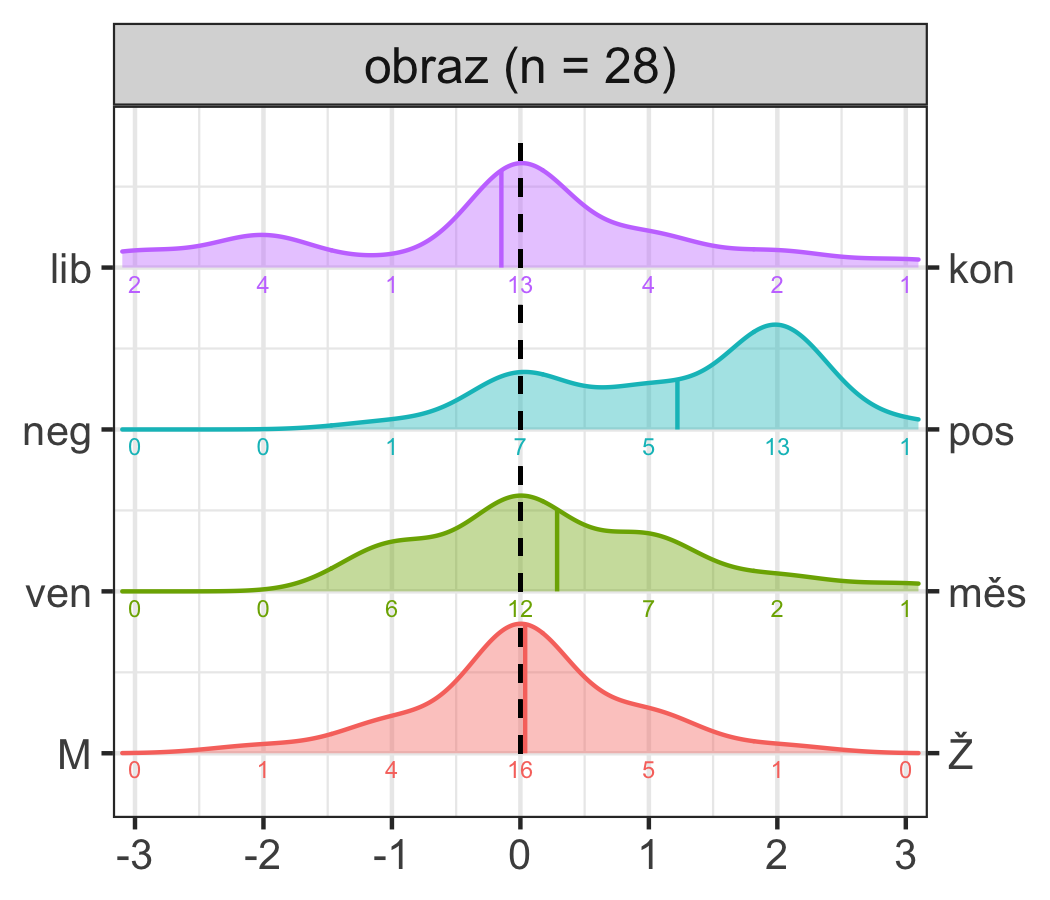 obraz (n = 28)
lib kon
2 4 1 13 4 2 1
neg pos
0 0 1 7 5 13 1
ven měs
0 0 6 12 7 2 1
M Ž
0 1 4 16 5 1 0
-3 -2 -1 0 1 2 3